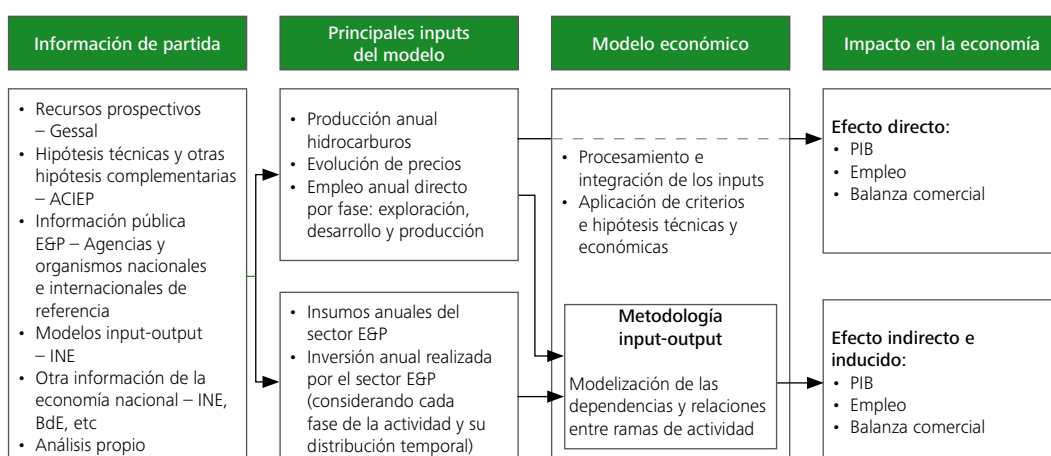 Información de partida
Principales inputs
del modelo
Modelo económico
Impacto en la economía
• Recursos prospectivos
– Gessal
• Hipótesis técnicas y otras
hipótesis complementarias
– ACIEP
• Información pública
E&P – Agencias y
organismos nacionales
e internacionales de
referencia
• Modelos input-output
– INE
• Otra información de la
economía nacional – INE,
BdE, etc
• Análisis propio
• Producción anual
hidrocarburos
• Evolución de precios
• Empleo anual directo
por fase: exploración,
desarrollo y producción
• Insumos anuales del
sector E&P
• Inversión anual realizada
por el sector E&P
(considerando cada
fase de la actividad y su
distribución temporal)
• Procesamiento e
integración de los inputs
• Aplicación de criterios
e hipótesis técnicas y
económicas
Metodología
input-output
Modelización de las
dependencias y relaciones
entre ramas de actividad
Efecto directo:
• PIB
• Empleo
• Balanza comercial
Efecto indirecto e
inducido:
• PIB
• Empleo
• Balanza comercial